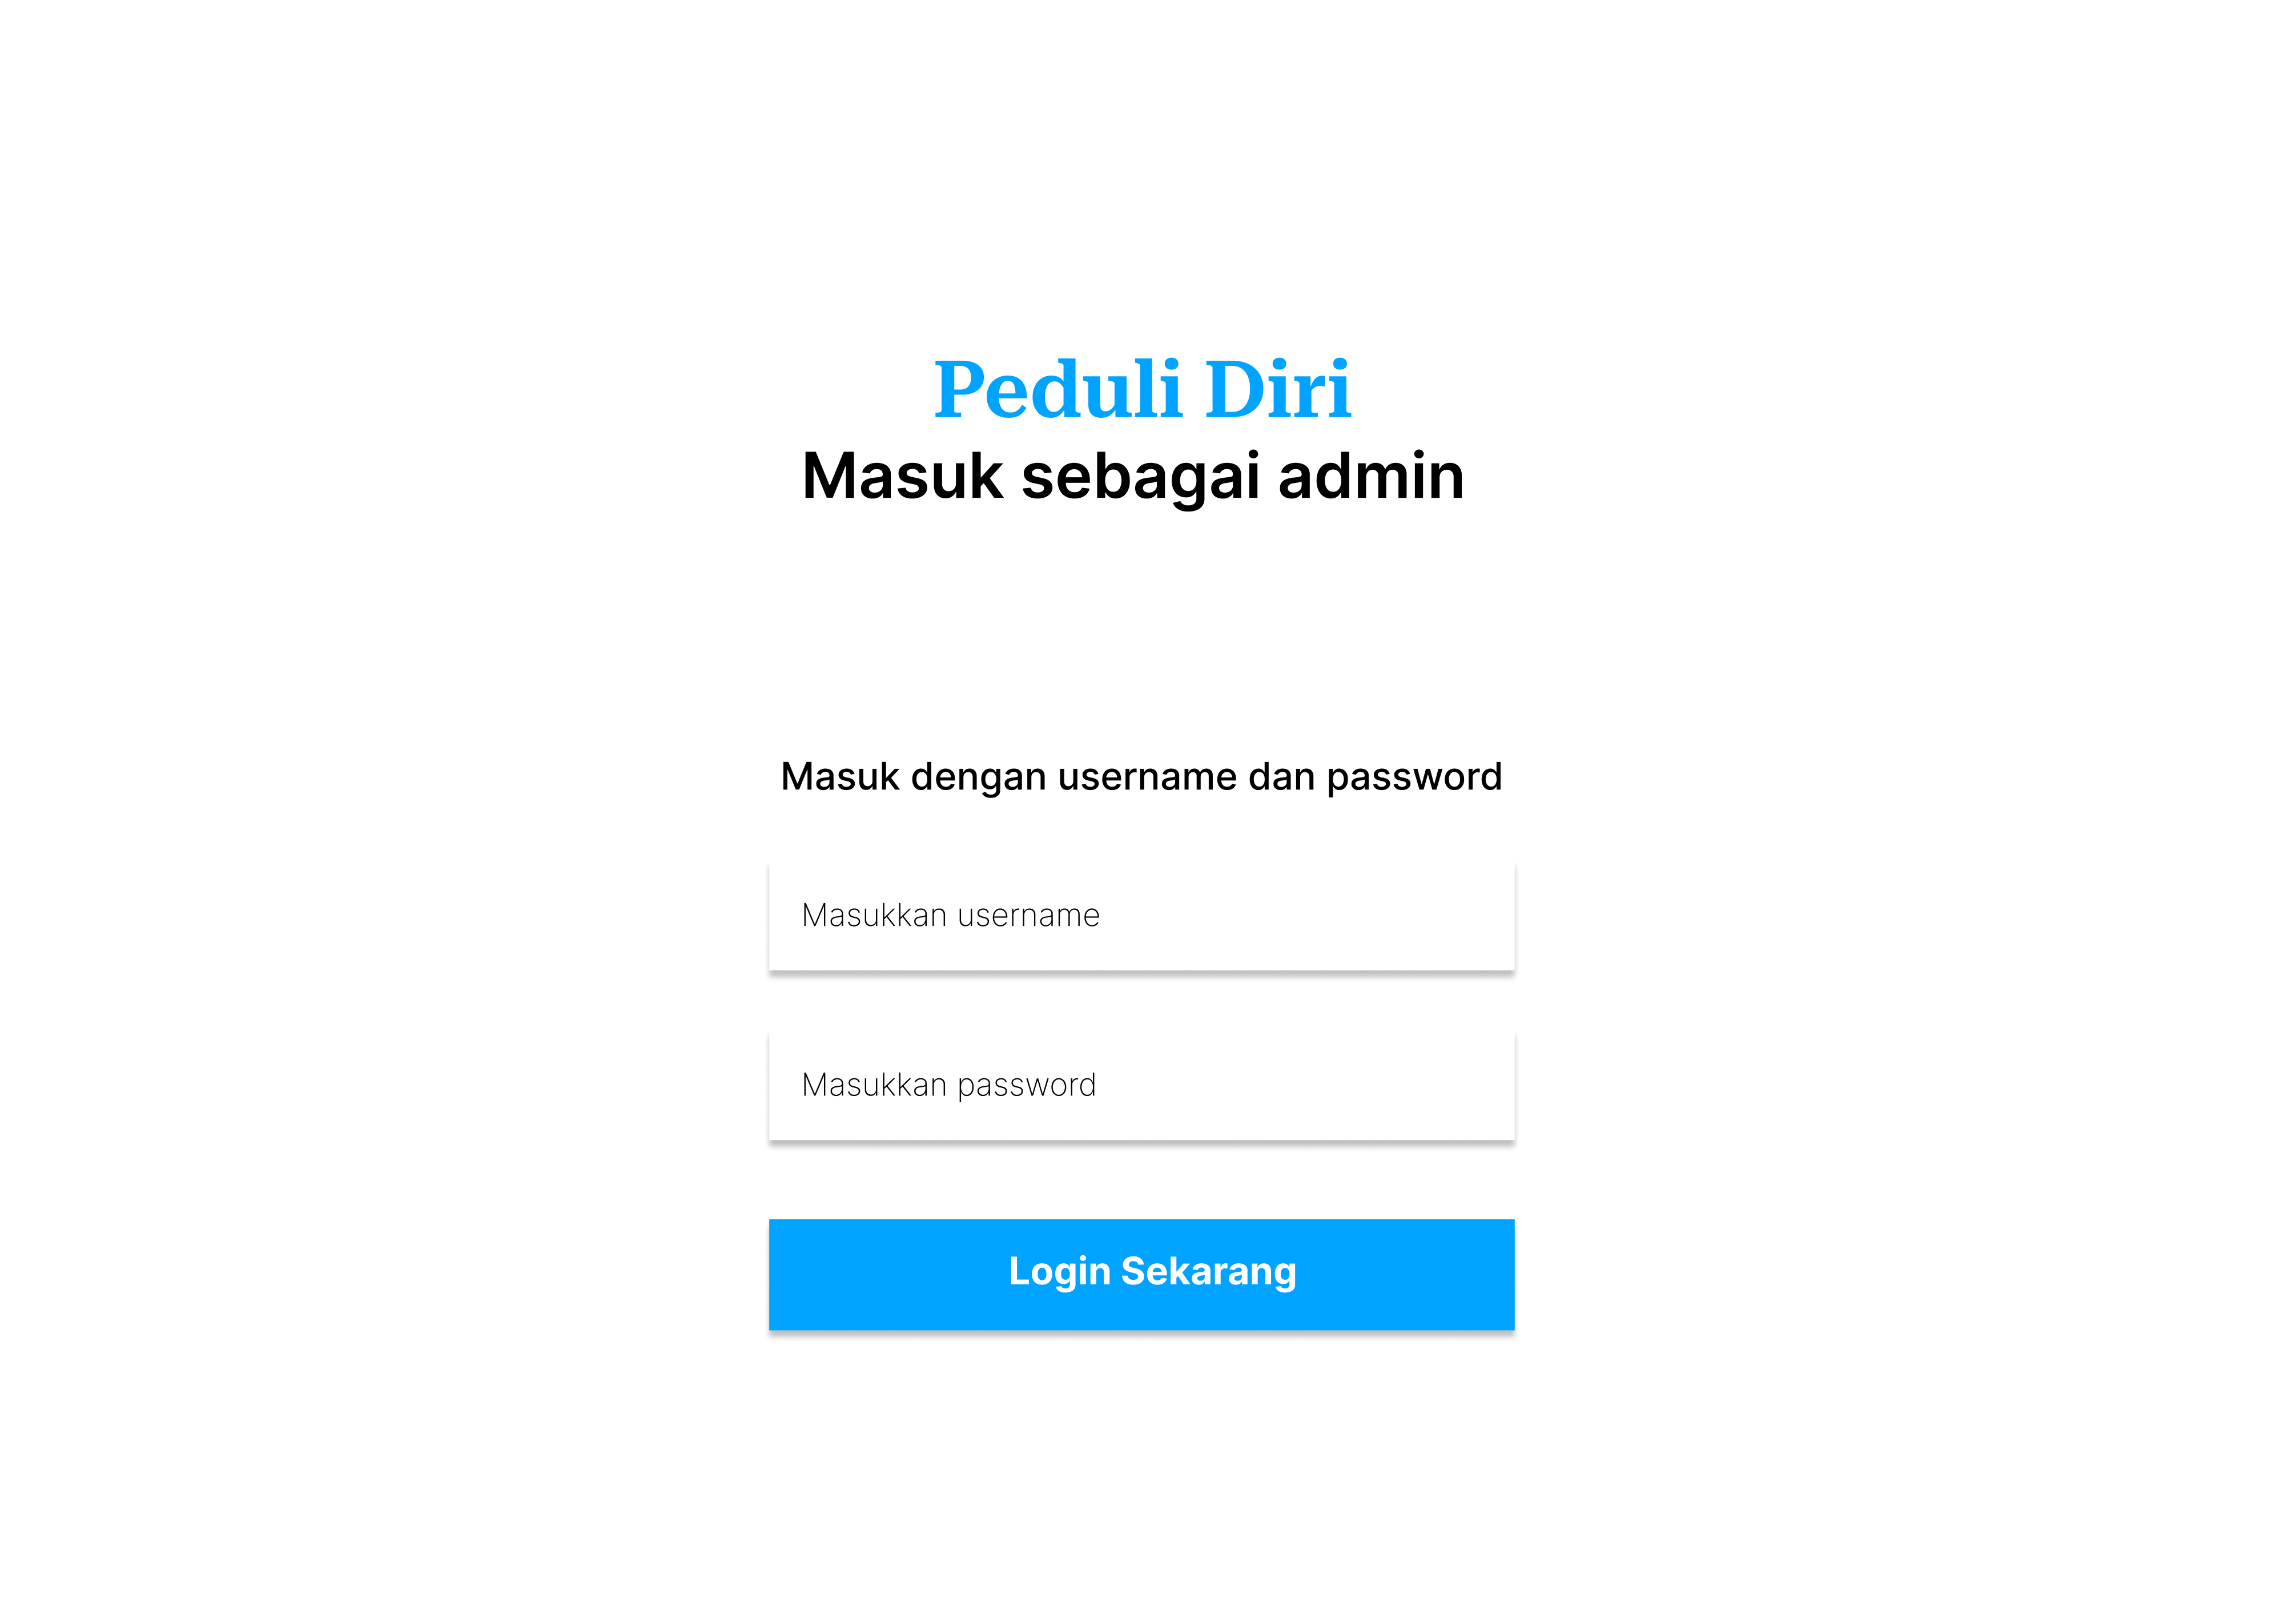 Peduli Diri
Masuk sebagai admin
Masuk dengan username dan password
Masukkan username
Masukkan password
Login Sekarang